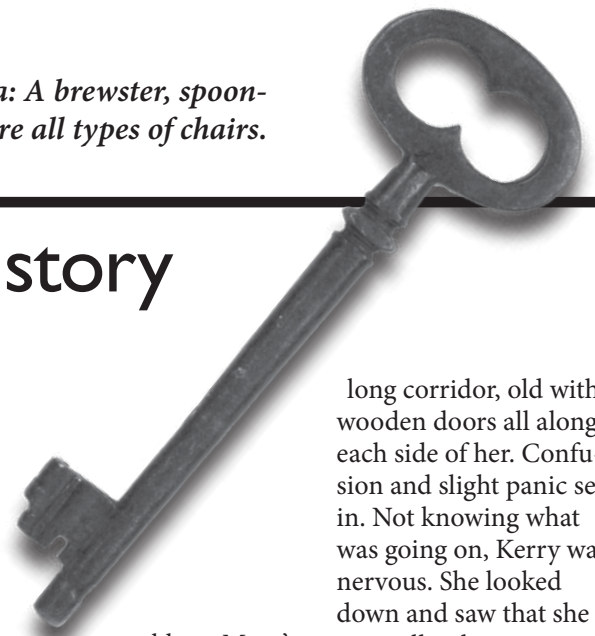 a: A brewster, spoon-
re all types of chairs.
story
long corridor, old with
wooden doors all along
each side of her. Confu-
sion and slight panic se
in. Not knowing what
was going on, Kerry wa
nervous. She looked
down and saw that she